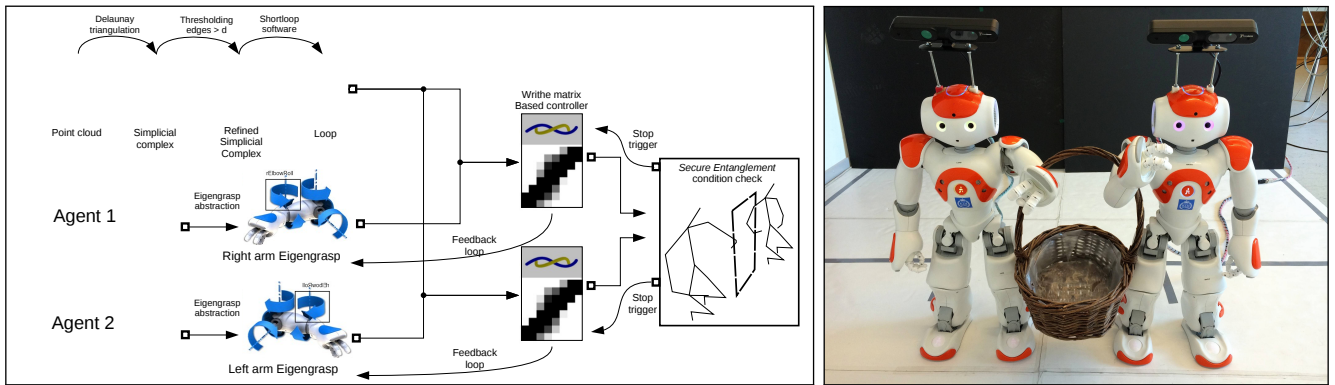 Delaunay
triangulation
Thresholding
edges > d
Shortloop
software
Point cloud
Simplicial
complex
Refined
Simplicial
Complex
Loop
Writhe matrix
Based controller
Stop
trigger
Secure Entanglement
condition check
Agent 1
Eigengrasp
abstraction
rElbowRoll
Right arm Eigengrasp
Feedback
loop
Agent 2
Eigengrasp
abstraction
rElbowRoll
Left arm Eigengrasp
Stop
trigger
Feedback
loop